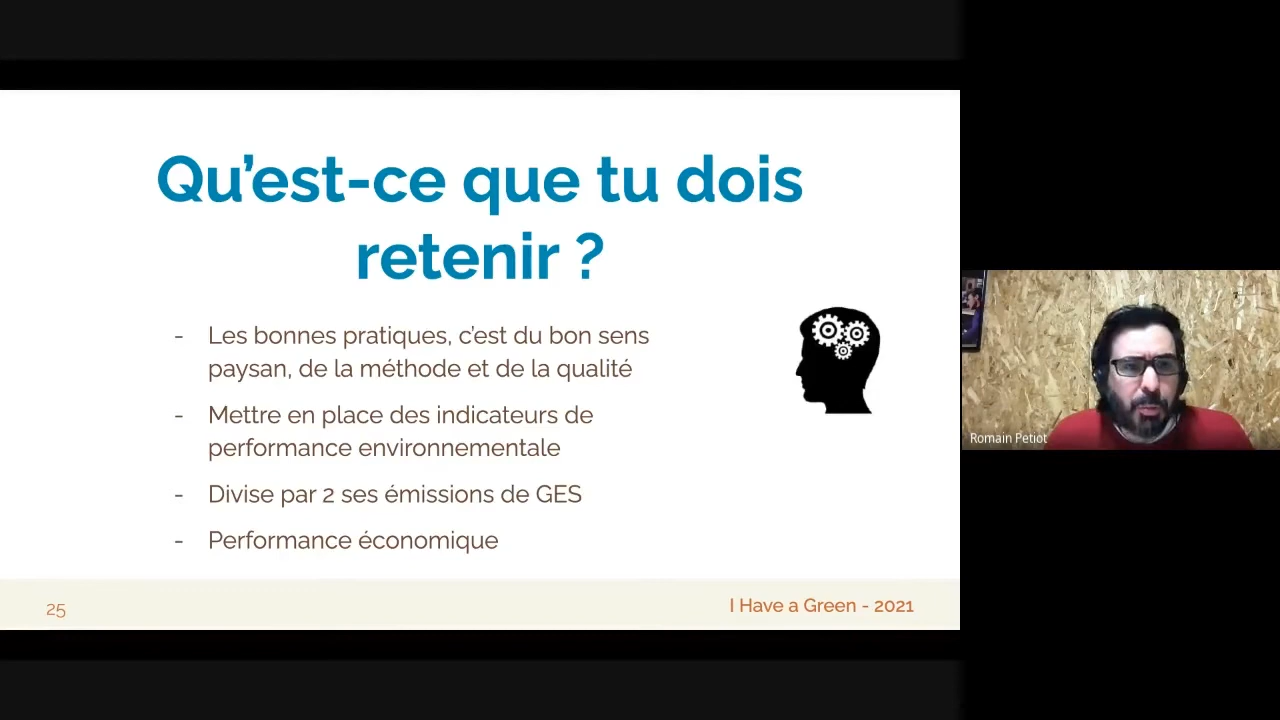 Qu'est-ce que tu dois
retenir ?
- Les bonnes pratiques, c'est du bon sens
paysan, de la méthode et de la qualité
- Mettre en place des indicateurs de
performance environnementale
- Divise par 2 ses émissions de GES
- Performance économique
25
I Have a Green - 2021
Romain Petiot